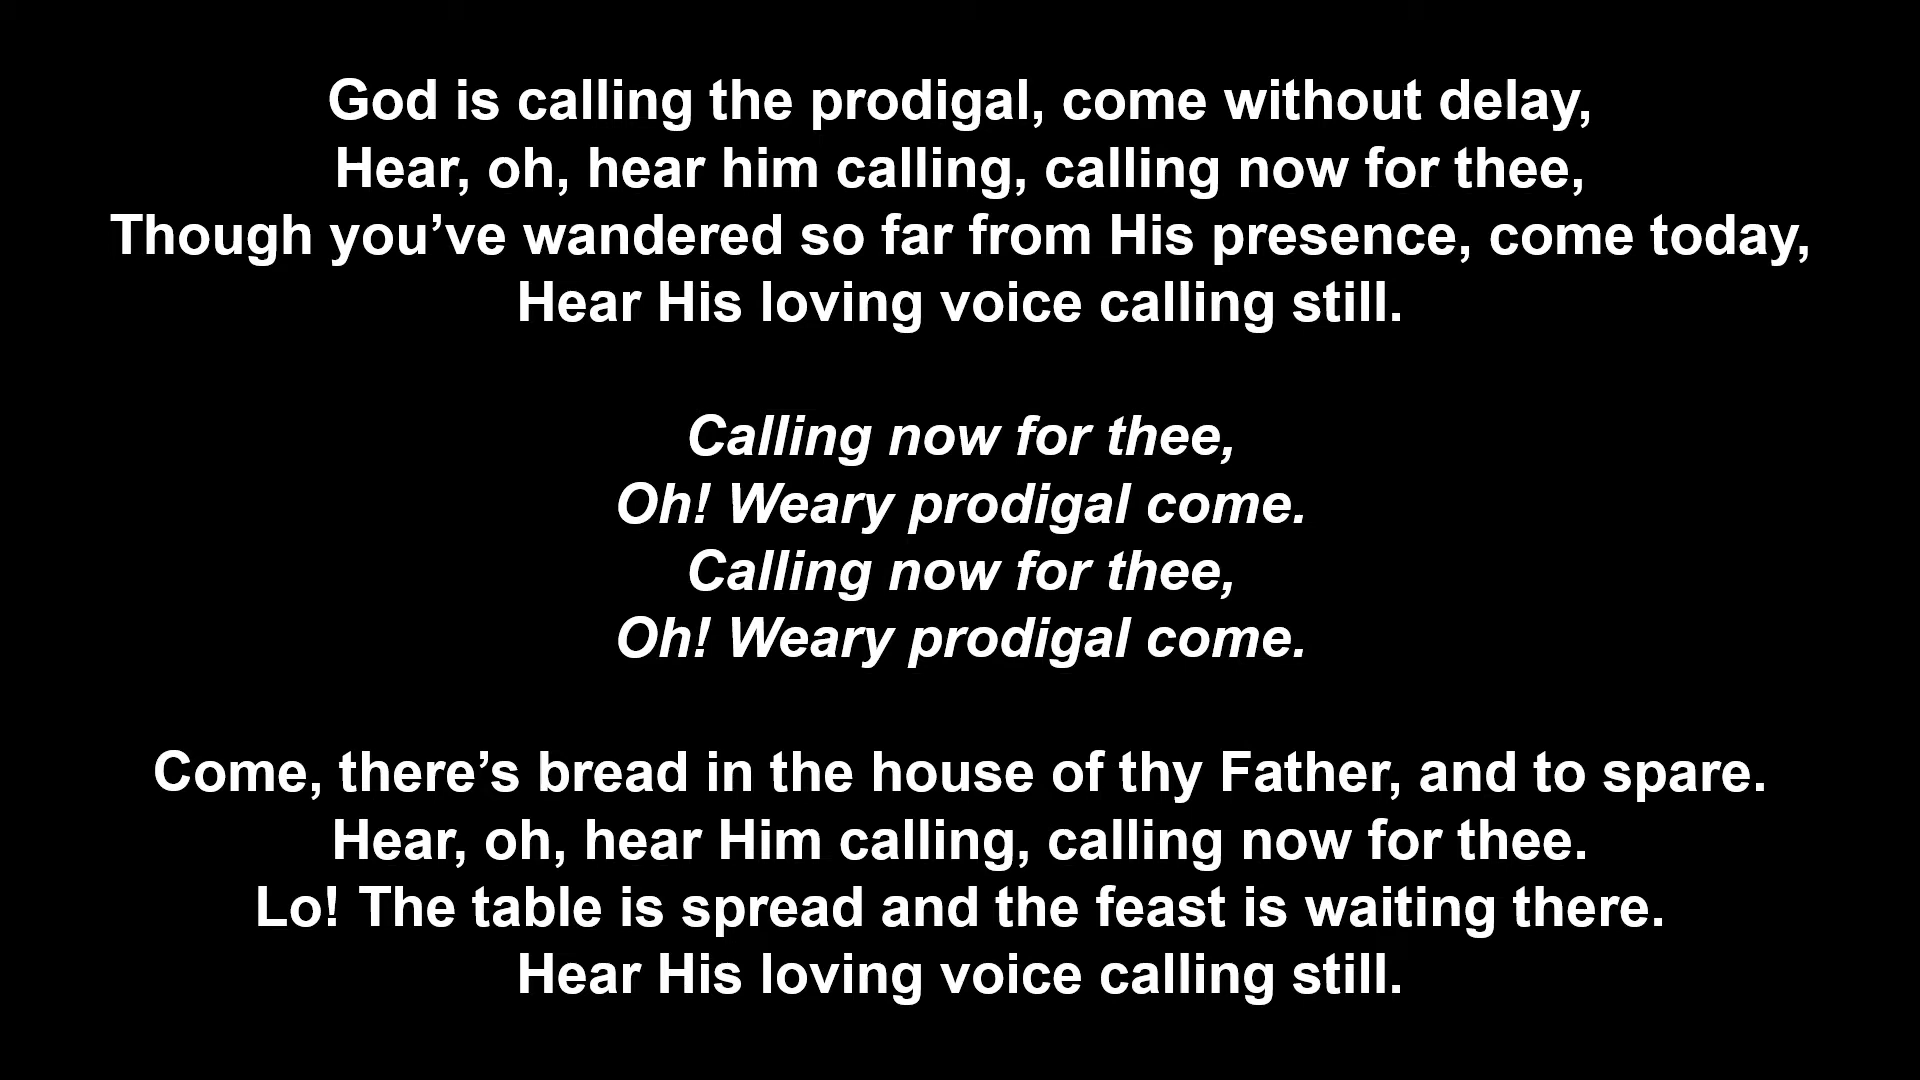 God is calling the prodigal, come without delay,
Hear, oh, hear him calling, calling now for thee,
Though you’ve wandered so far from His presence, come today,
Hear His loving voice calling still.
Calling now for thee,
Oh! Weary prodigal come.
Calling now for thee,
Oh! Weary prodigal come.
Come, there’s bread in the house of thy Father, and to spare.
Hear, oh, hear Him calling, calling now for thee.
Lo! The table is spread and the feast is waiting there.
Hear His loving voice calling still.